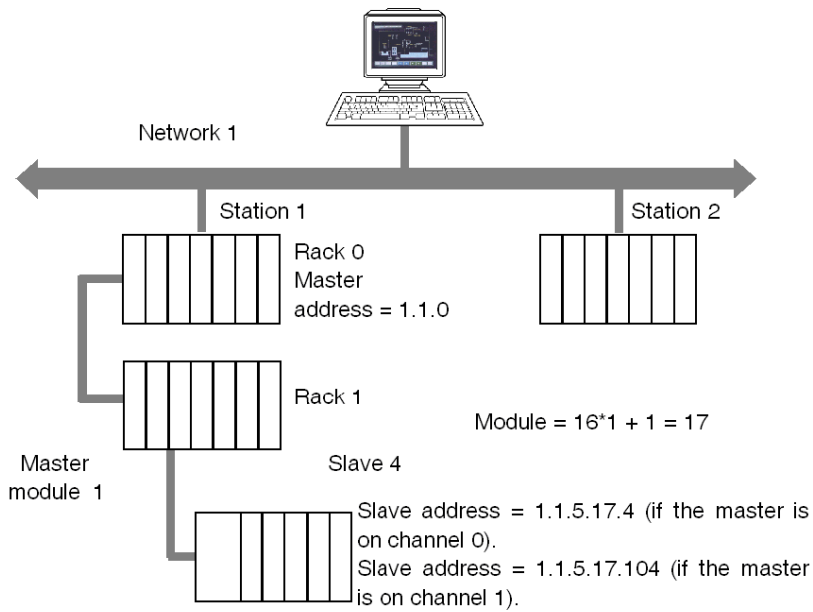 Network 1
Station 1
Station 2
Rack 0
Master
address = 1.1.0
Rack 1
Module = 16*1 + 1 = 17
Master
module 1
Slave 4
Slave address = 1.1.5.17.4 (if the master is
on channel 0).
Slave address = 1.1.5.17.104 (if the master
is on channel 1).